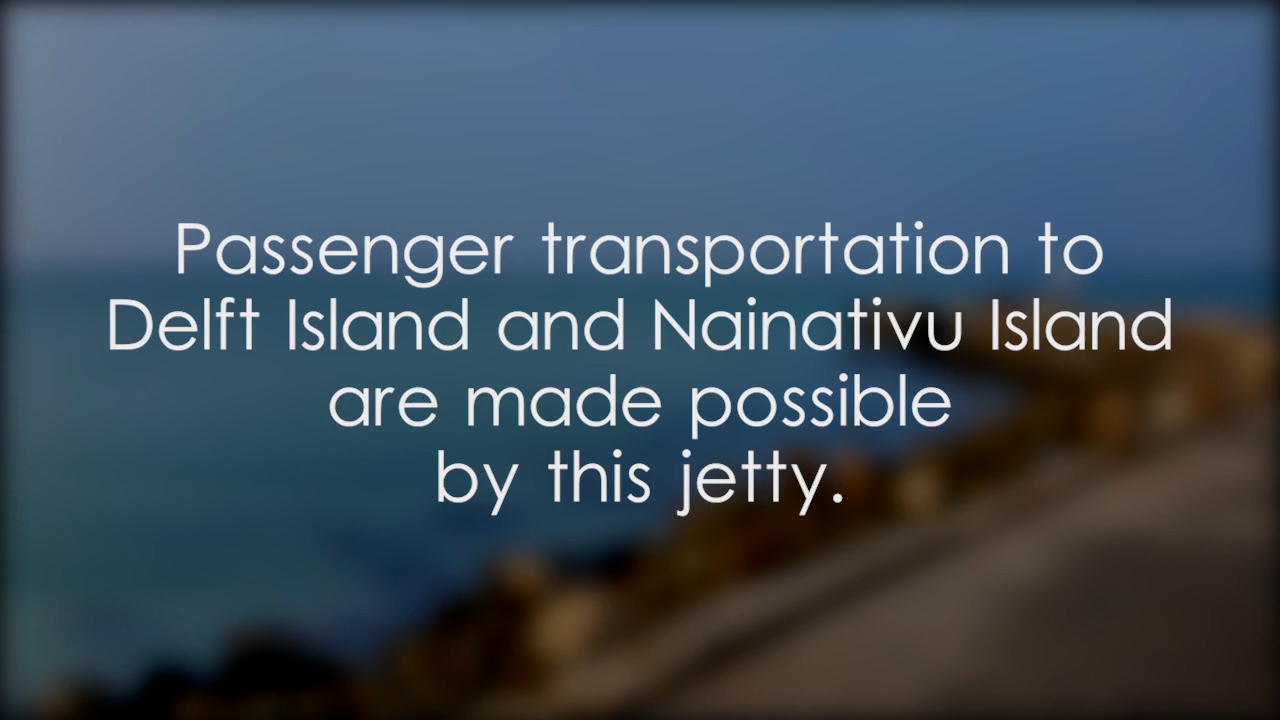 Passenger transportation to
Delft Island and Nainativu Island
are made possible
by this jetty.